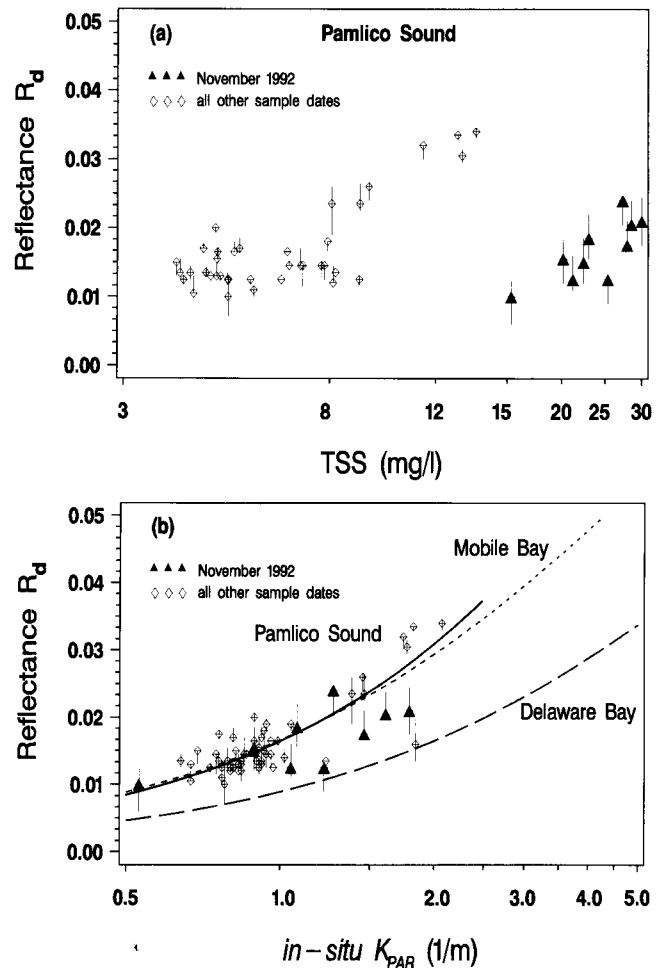 (a)
Pamlico Sound
▲▲▲ November 1992
◇◇◇ all other sample dates
Reflectance Rd
0.05
0.04
0.03
0.02
0.01
0.00
3 8 12 15 20 25 30
TSS (mg/l)
(b)
▲▲▲ November 1992
◇◇◇ all other sample dates
Mobile Bay
Pamlico Sound
Delaware Bay
Reflectance Rd
0.05
0.04
0.03
0.02
0.01
0.00
0.5 1.0 2.0 3.0 4.0 5.0
in-situ KPAR (1/m)